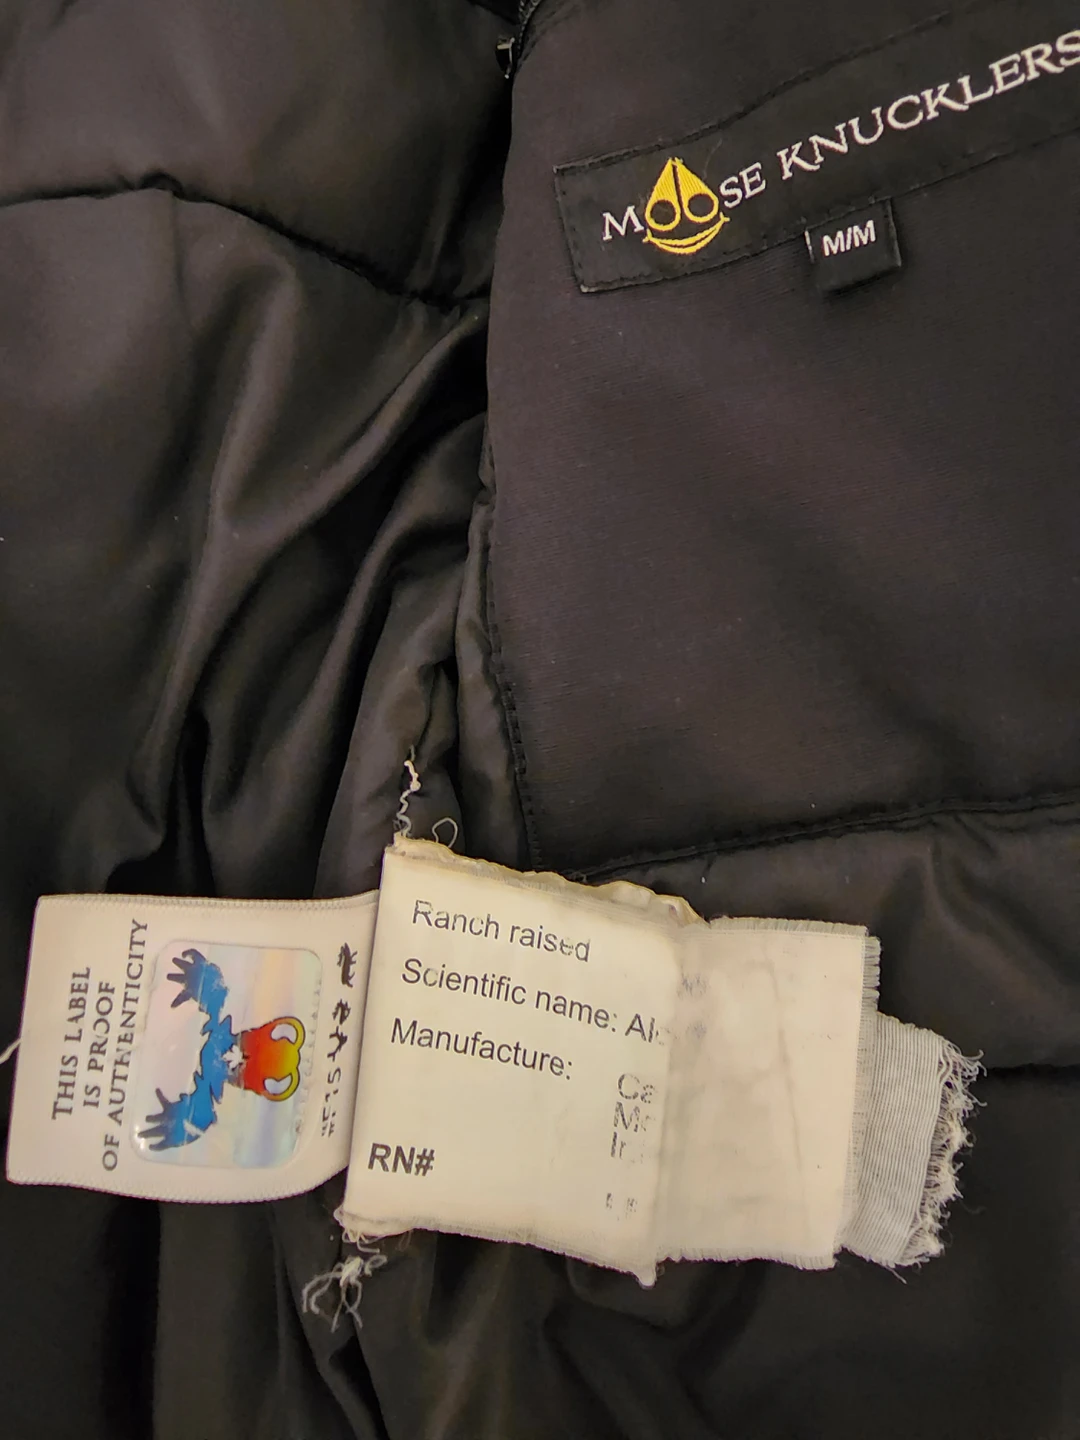 MOOSE KNUCKLERS
M/M
THIS LABEL
IS PROOF
OF AUTHENTICITY
Ranch raised
Scientific name:
Manufacture:
RN#